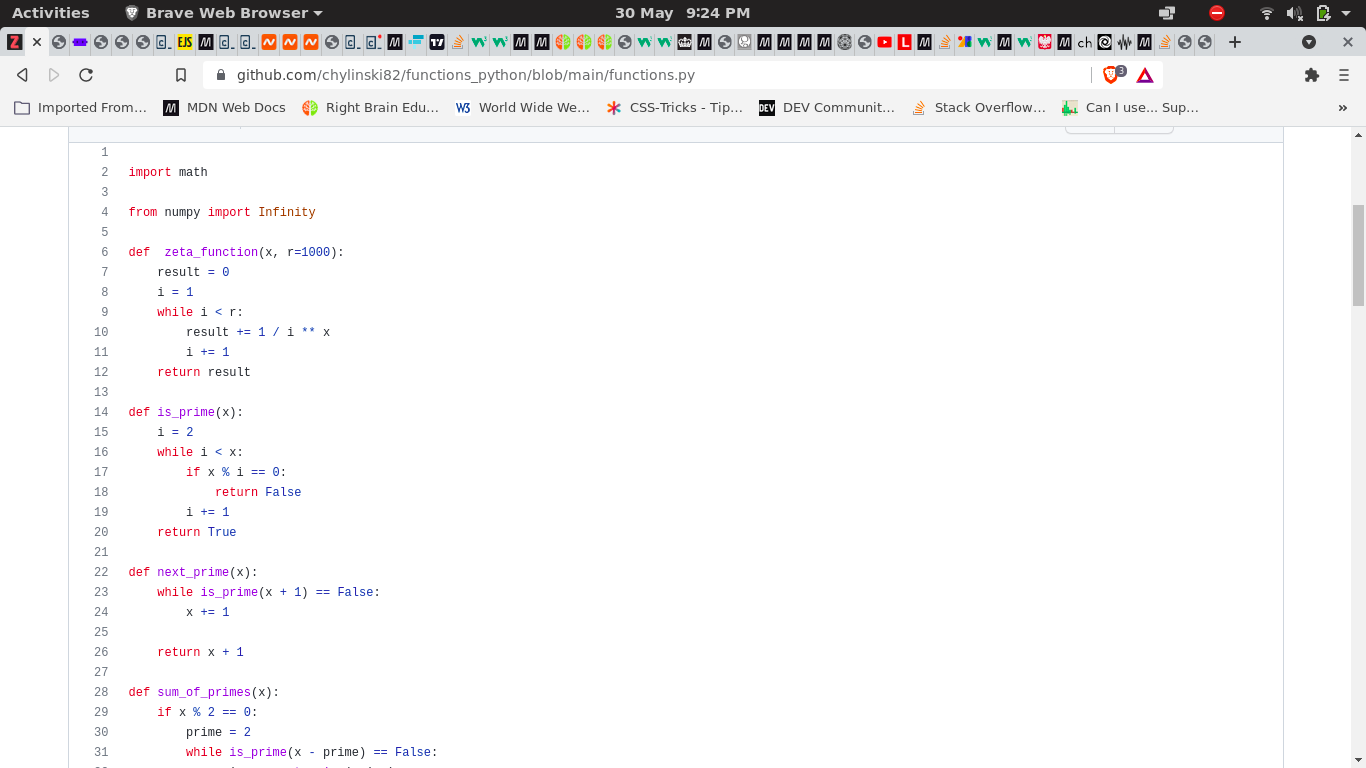 Activities Brave Web Browser 30 May 9:24 PM
EJS ch
github.com/chylinski82/functions_python/blob/main/functions.py 3
Imported From… MDN Web Docs Right Brain Edu… World Wide We… CSS-Tricks - Tip… DEV Communit… Stack Overflow… Can I use... Sup… »
1
2 import math
3
4 from numpy import Infinity
5
6 def  zeta_function(x, r=1000):
7     result = 0
8     i = 1
9     while i < r:
10         result += 1 / i ** x
11         i += 1
12     return result
13
14 def is_prime(x):
15     i = 2
16     while i < x:
17         if x % i == 0:
18             return False
19         i += 1
20     return True
21
22 def next_prime(x):
23     while is_prime(x + 1) == False:
24         x += 1
25
26     return x + 1
27
28 def sum_of_primes(x):
29     if x % 2 == 0:
30         prime = 2
31         while is_prime(x - prime) == False: